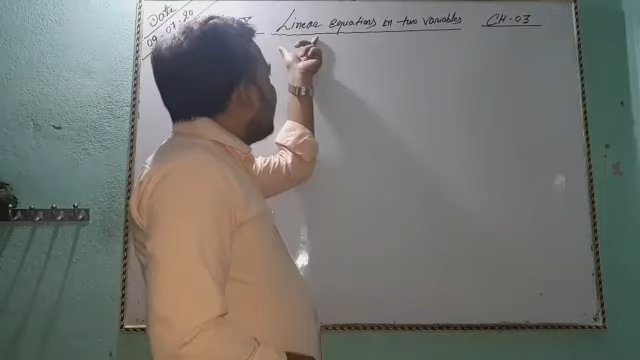 Date
09-07-20
Linear equations in two variables
CH-03